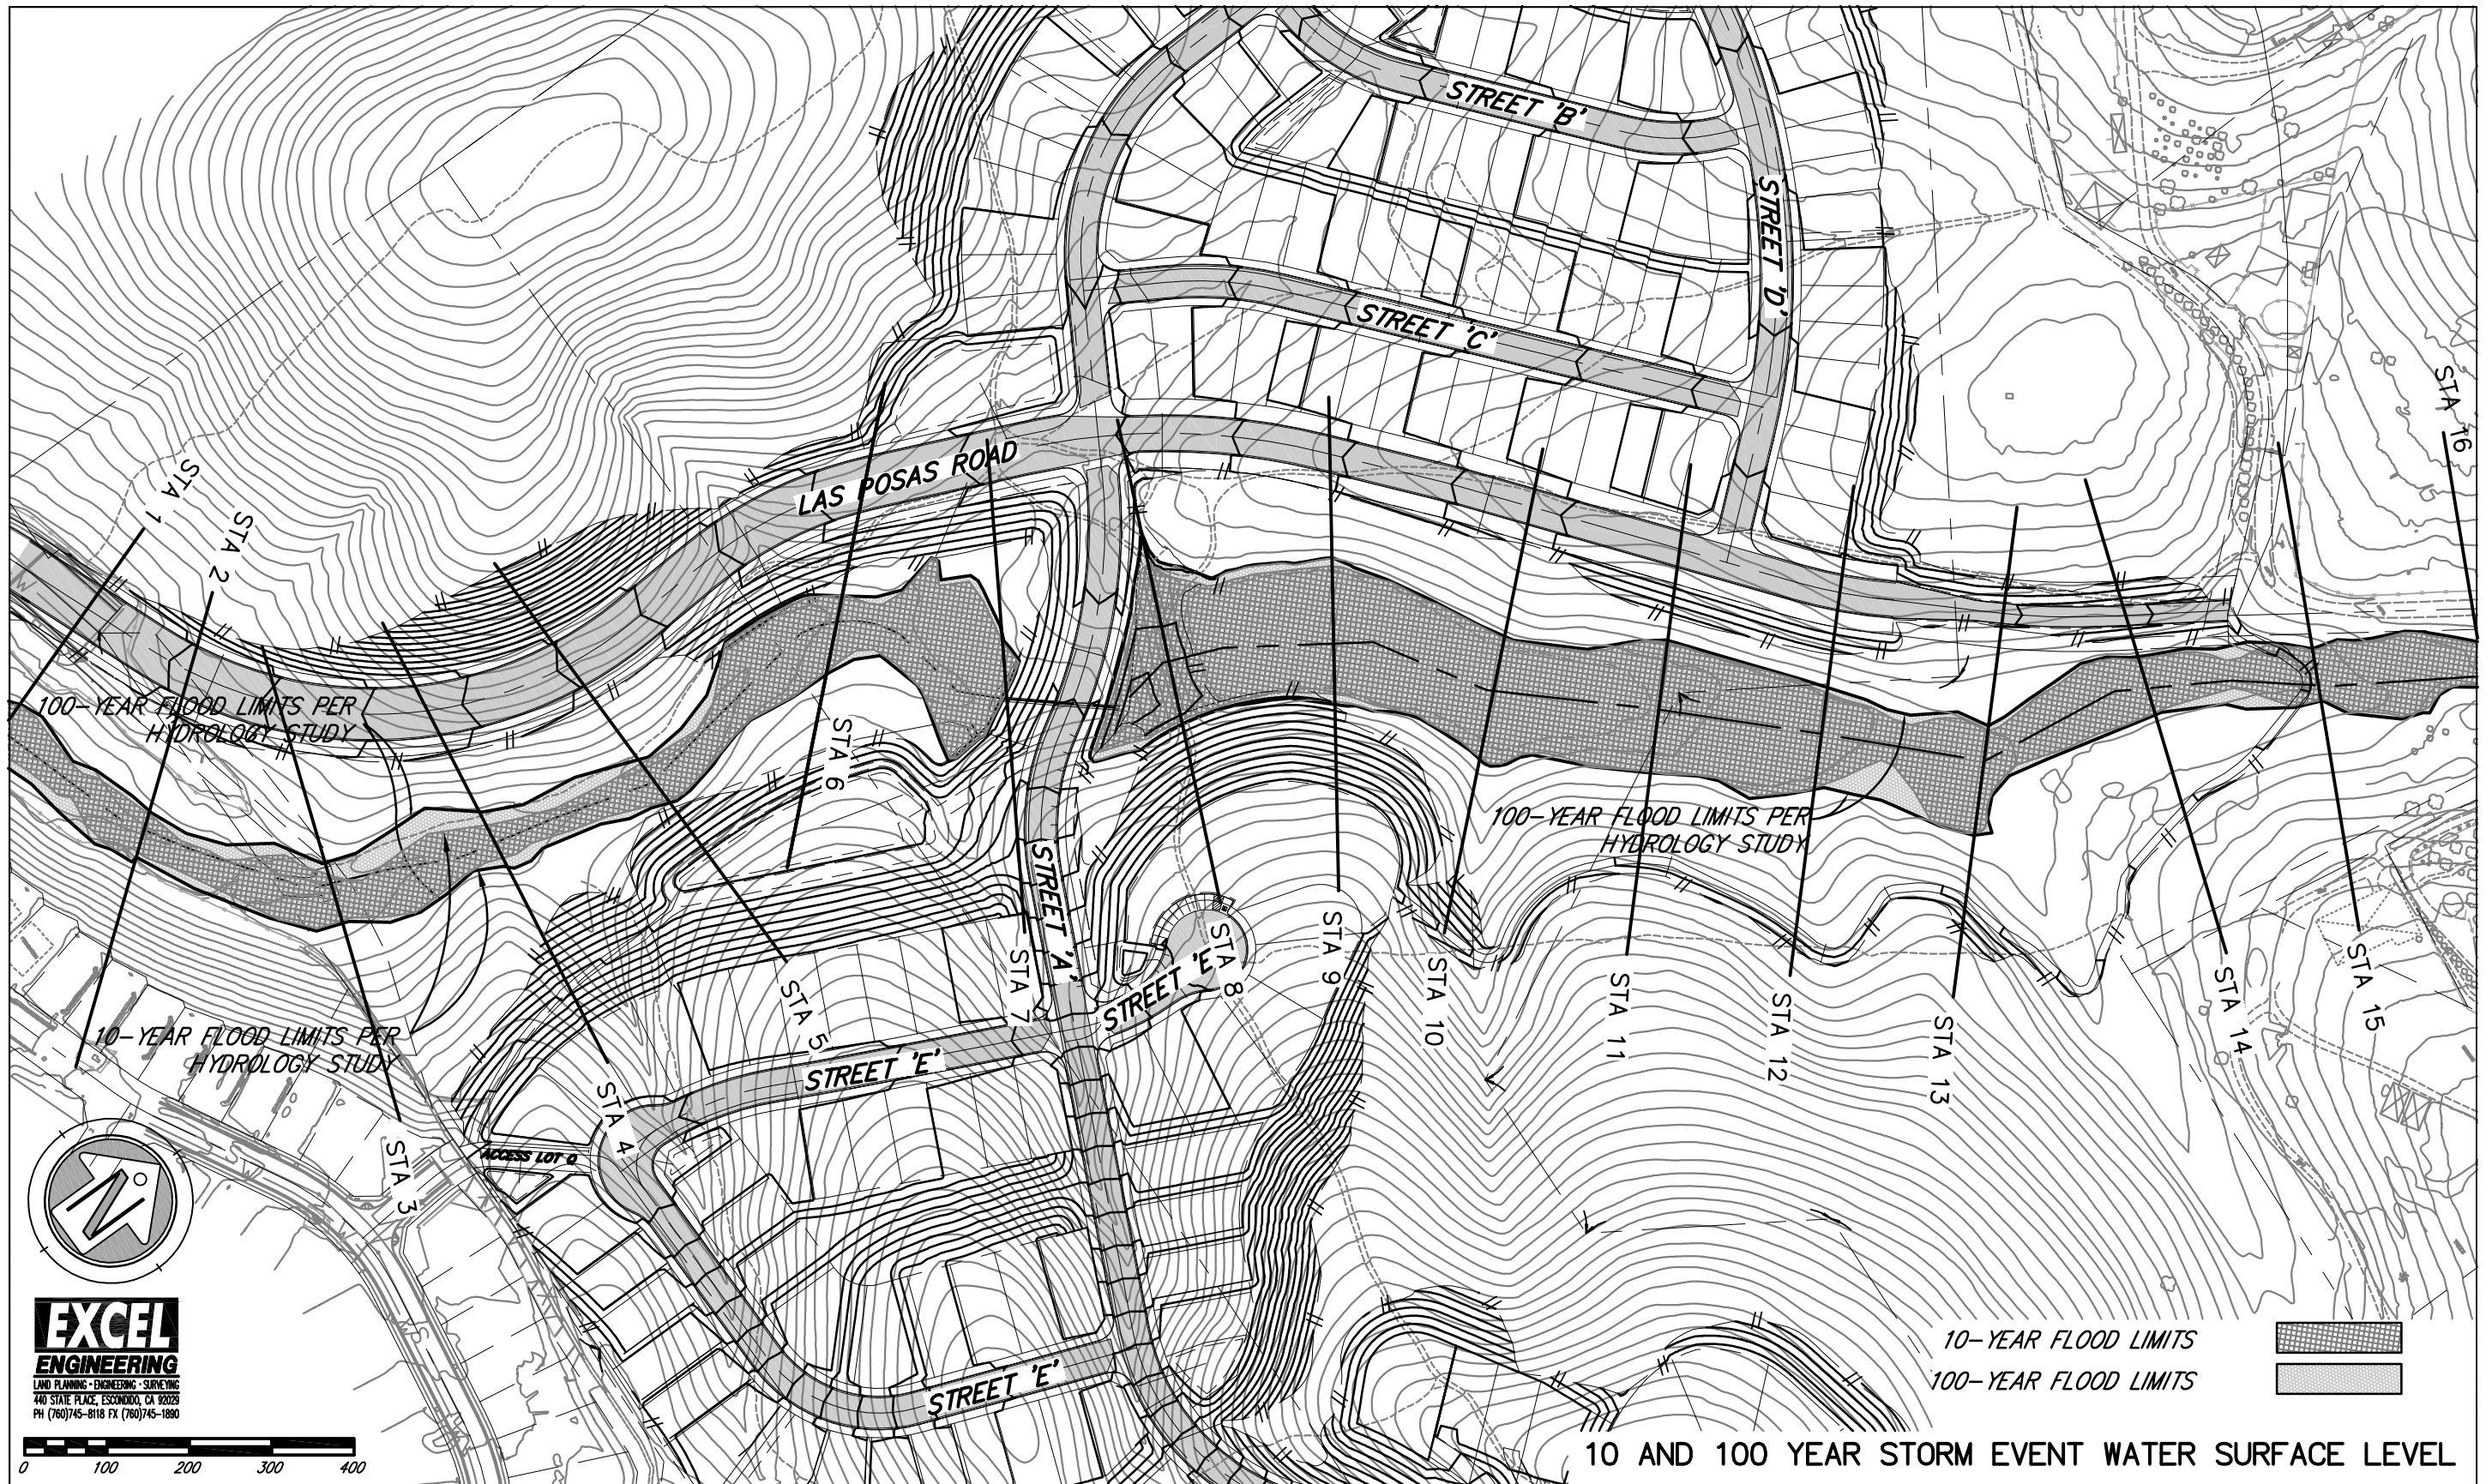 STREET 'B'
STREET 'D'
STREET 'C'
LAS POSAS ROAD
STA 16
STA 1
STA 2
100-YEAR FLOOD LIMITS PER
HYDROLOGY STUDY
STA 6
100-YEAR FLOOD LIMITS PER
HYDROLOGY STUDY
STREET 'A'
STA 7
STA 8
STREET 'E'
STA 9
STA 10
STA 11
STA 12
STA 13
STA 14
STA 15
STA 5
10-YEAR FLOOD LIMITS PER
HYDROLOGY STUDY
STREET 'E'
STA 4
ACCESS LOT Q
STA 3
N
STREET 'E'
EXCEL
ENGINEERING
LAND PLANNING - ENGINEERING - SURVEYING
440 STATE PLACE, ESCONDIDO, CA 92029
PH (760)745-8118 FX (760)745-1890
0 100 200 300 400
10-YEAR FLOOD LIMITS
100-YEAR FLOOD LIMITS
10 AND 100 YEAR STORM EVENT WATER SURFACE LEVEL